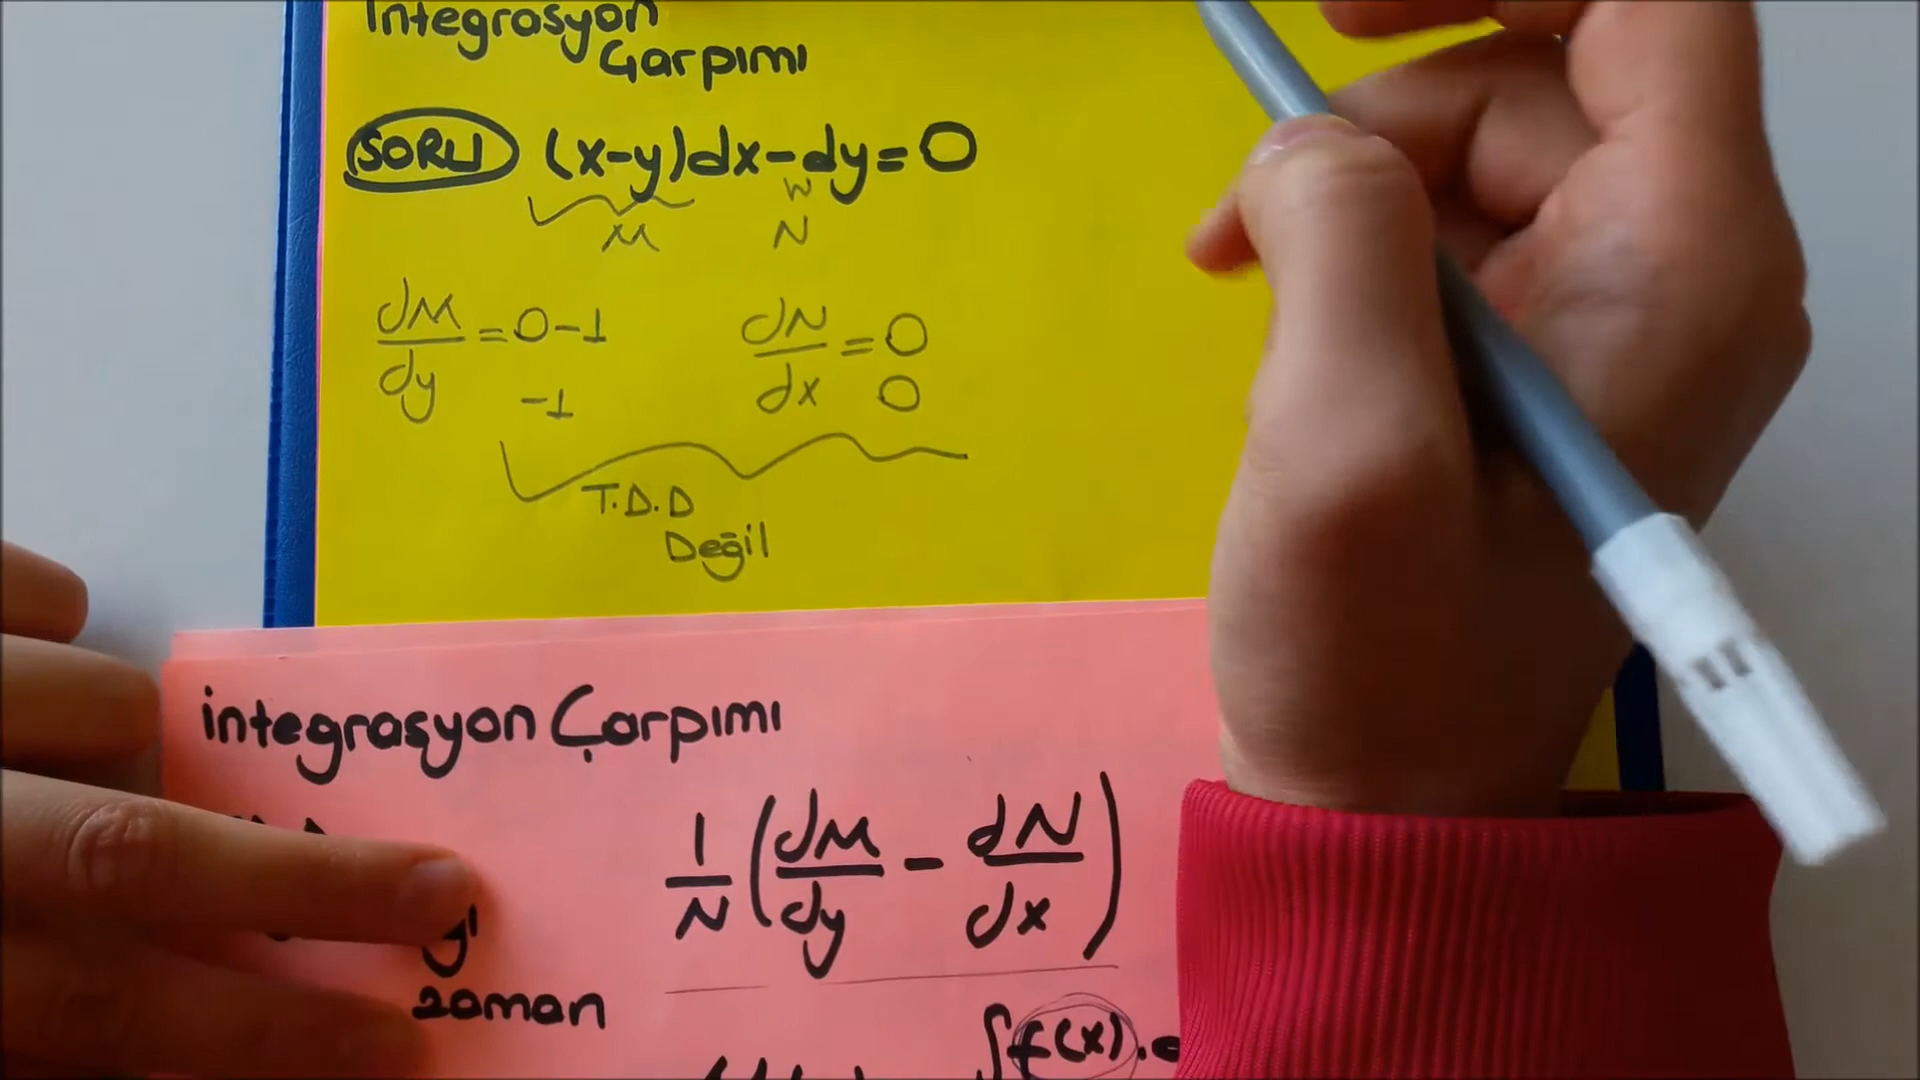 Integrasyon
Çarpımı
SORU (x-y)dx-dy=0
M N
dM/dy = 0-1 dN/dx = 0
-1 0
T.D.D
Değil
integrasyon Çarpımı
1/N (dM/dy - dN/dx)
zaman
∫f(x).